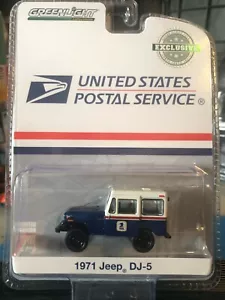 GREENLIGHT
EXCLUSIVE
UNITED STATES
POSTAL SERVICE®
1971 Jeep® DJ-5